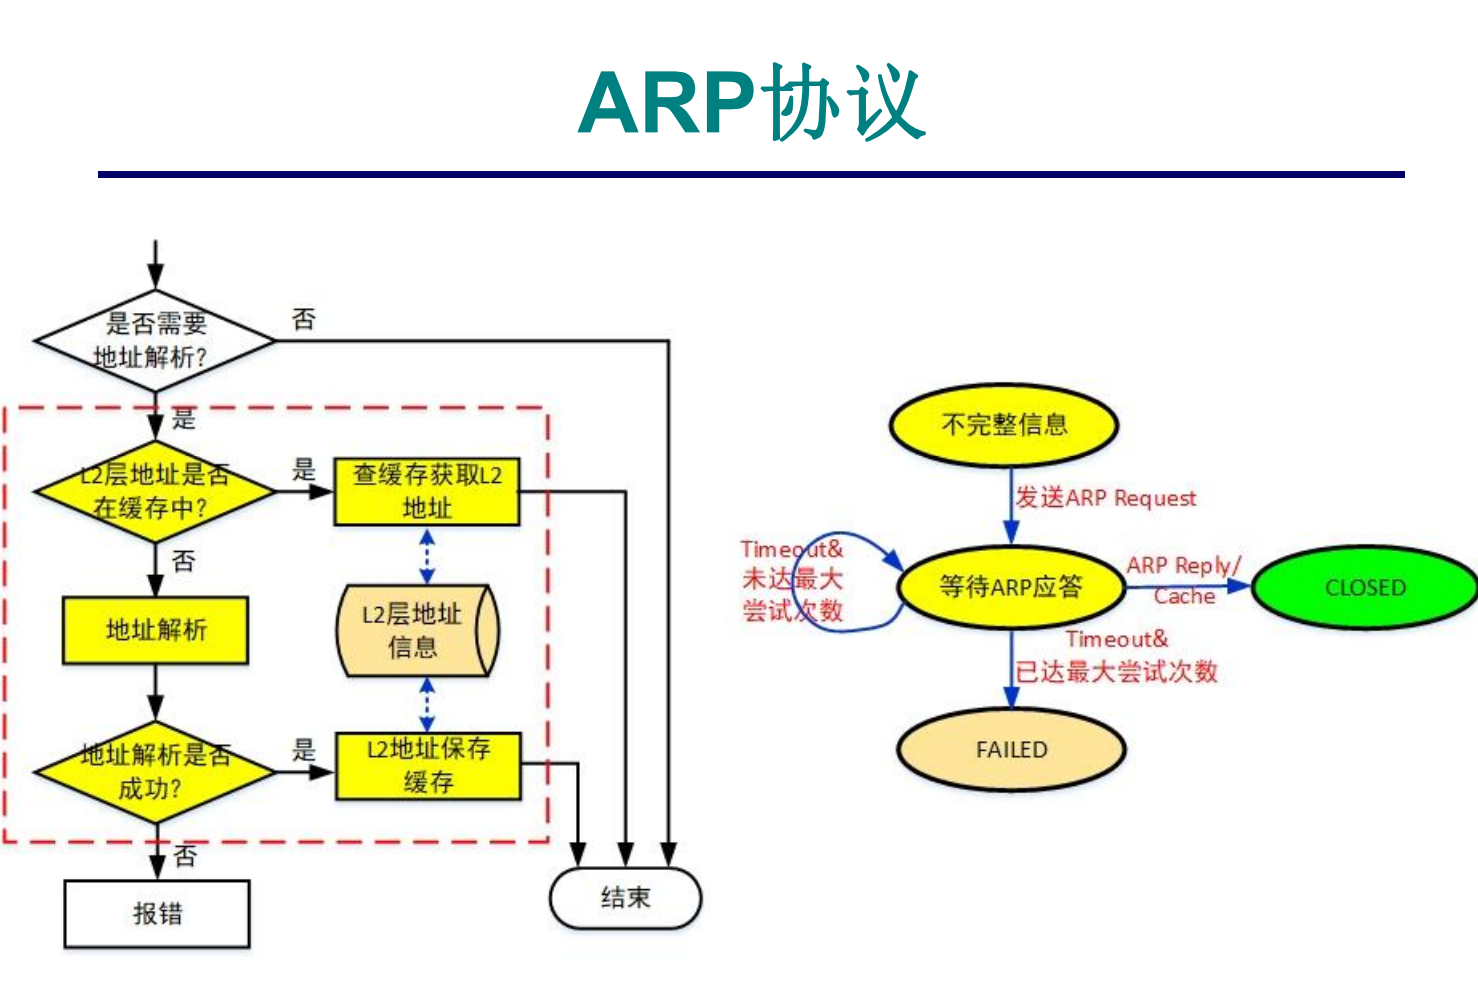 ARP协议
是否需要
地址解析?
否
是
L2层地址是否
在缓存中?
是
查缓存获取L2
地址
否
地址解析
L2层地址
信息
地址解析是否
成功?
是
L2地址保存
缓存
否
报错
结束
不完整信息
发送ARP Request
Timeout&
未达最大
尝试次数
等待ARP应答
ARP Reply/
Cache
CLOSED
Timeout&
已达最大尝试次数
FAILED